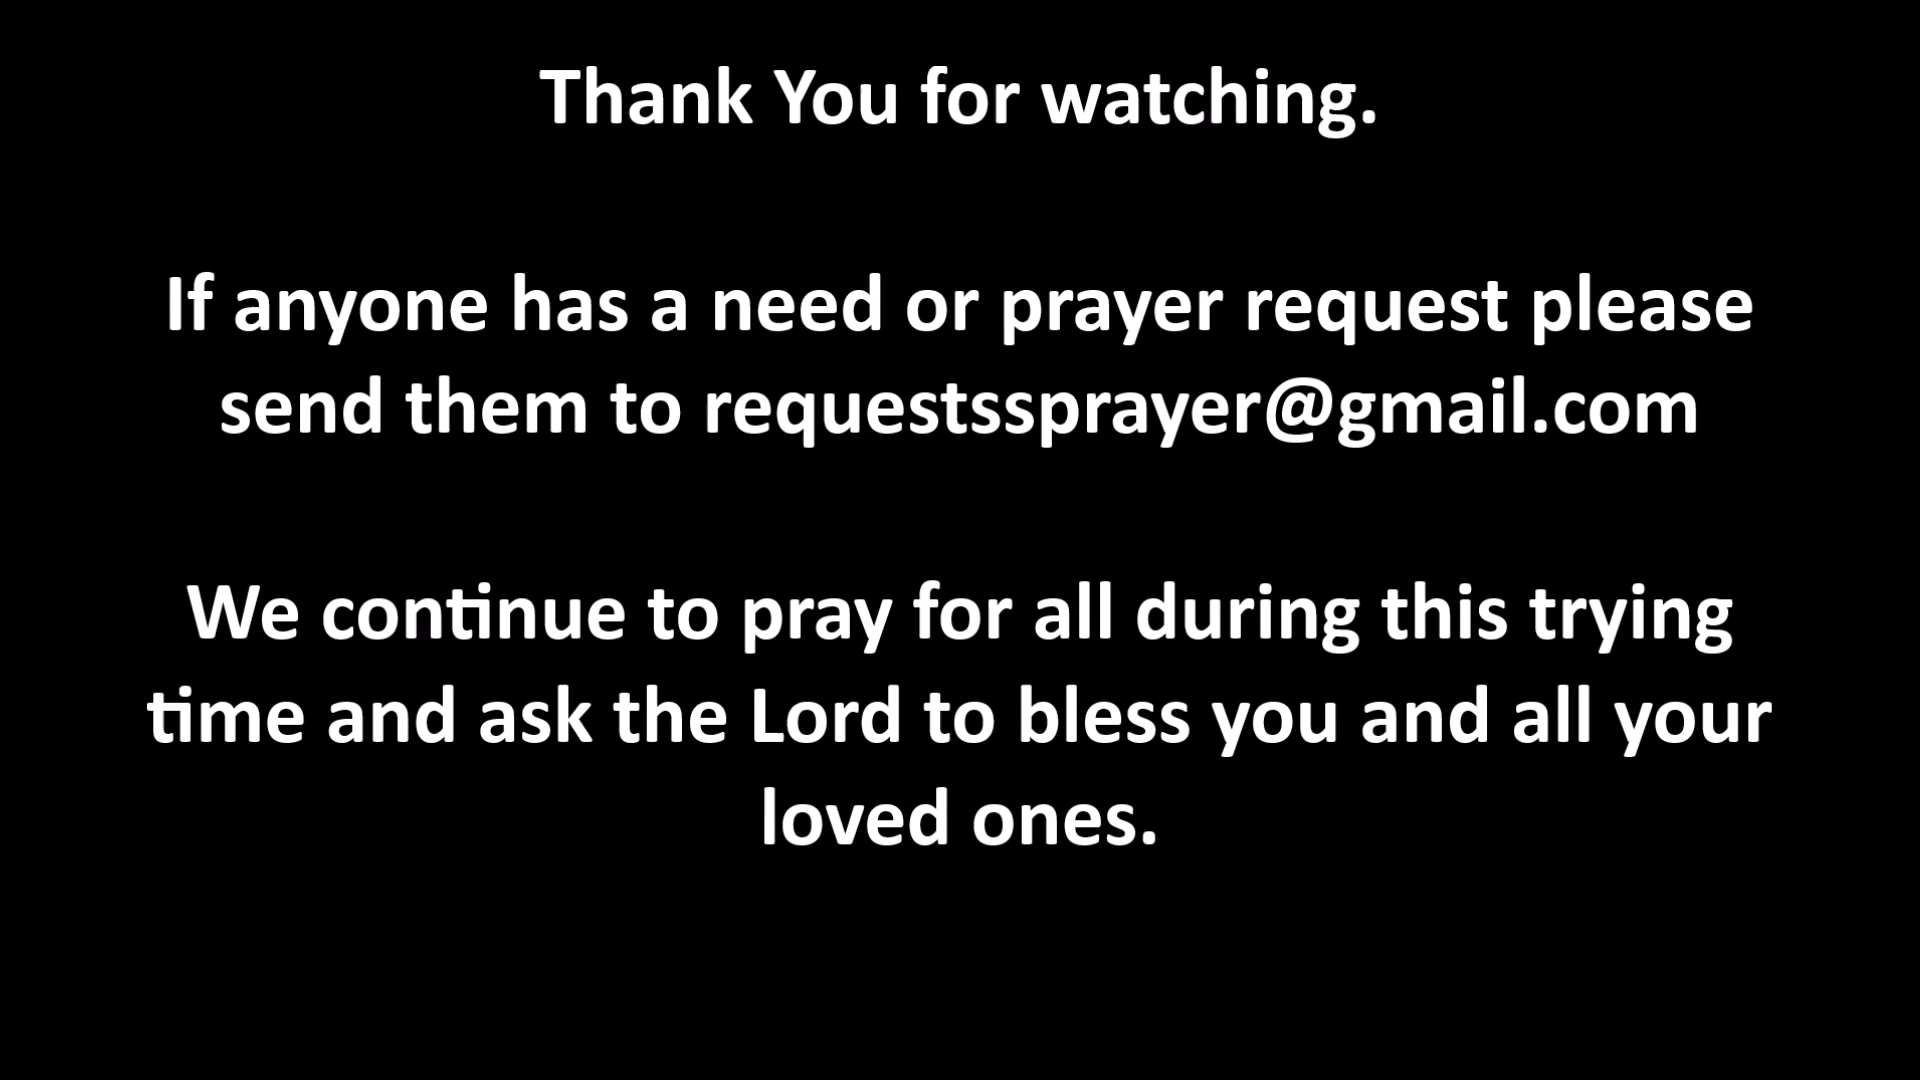 Thank You for watching.
If anyone has a need or prayer request please
send them to requestssprayer@gmail.com
We continue to pray for all during this trying
time and ask the Lord to bless you and all your
loved ones.